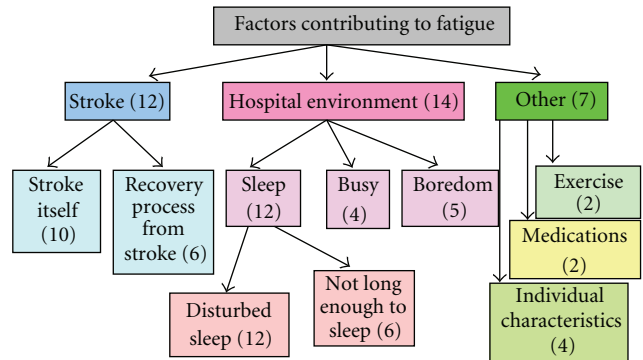 Factors contributing to fatigue
Stroke (12)
Hospital environment (14)
Other (7)
Stroke
itself
(10)
Recovery
process
from
stroke (6)
Sleep
(12)
Busy
(4)
Boredom
(5)
Exercise
(2)
Medications
(2)
Individual
characteristics
(4)
Disturbed
sleep (12)
Not long
enough to
sleep (6)